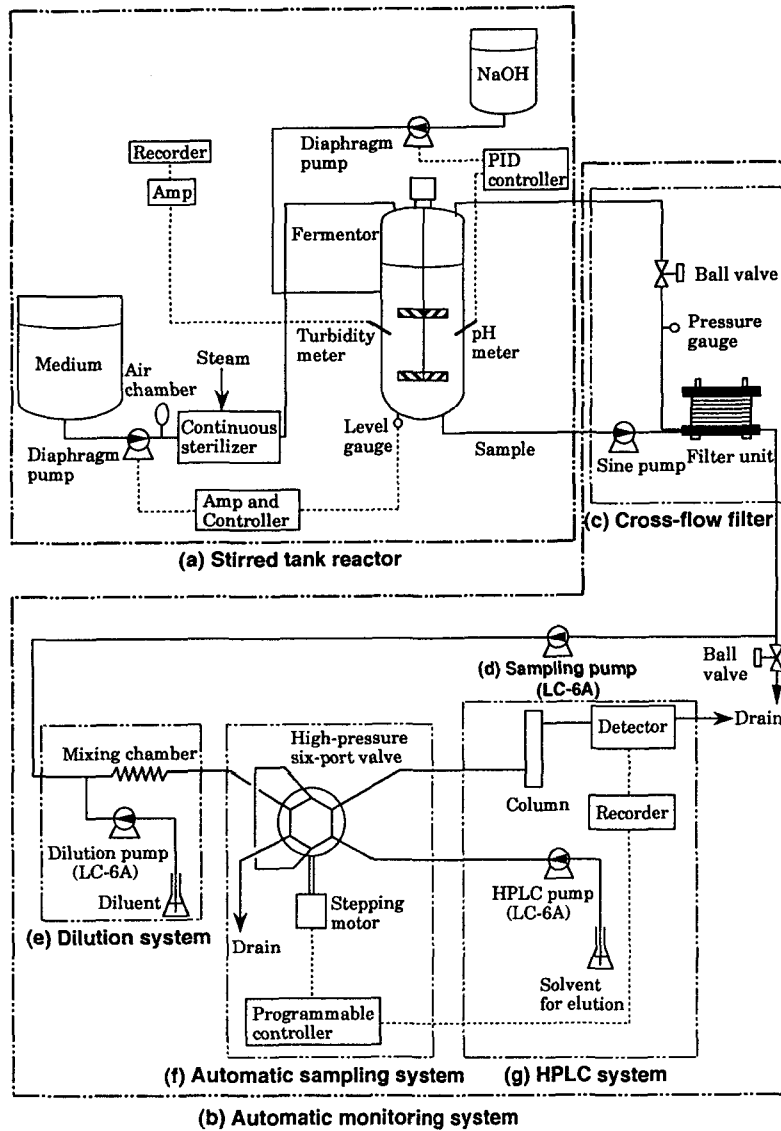 NaOH
Diaphragm
pump
PID
controller
Recorder
Amp
Fermentor
Ball valve
Pressure
gauge
Medium
Air
chamber
Steam
Turbidity
meter
pH
meter
Continuous
sterilizer
Level
gauge
Sample
Sine pump
Filter unit
Diaphragm
pump
Amp and
Controller
(c) Cross-flow filter
(a) Stirred tank reactor
(d) Sampling pump
(LC-6A)
Ball
valve
Drain
Mixing chamber
High-pressure
six-port valve
Detector
Column
Recorder
Dilution pump
(LC-6A)
Diluent
HPLC pump
(LC-6A)
Stepping
motor
(e) Dilution system
Drain
Solvent
for elution
Programmable
controller
(f) Automatic sampling system
(g) HPLC system
(b) Automatic monitoring system